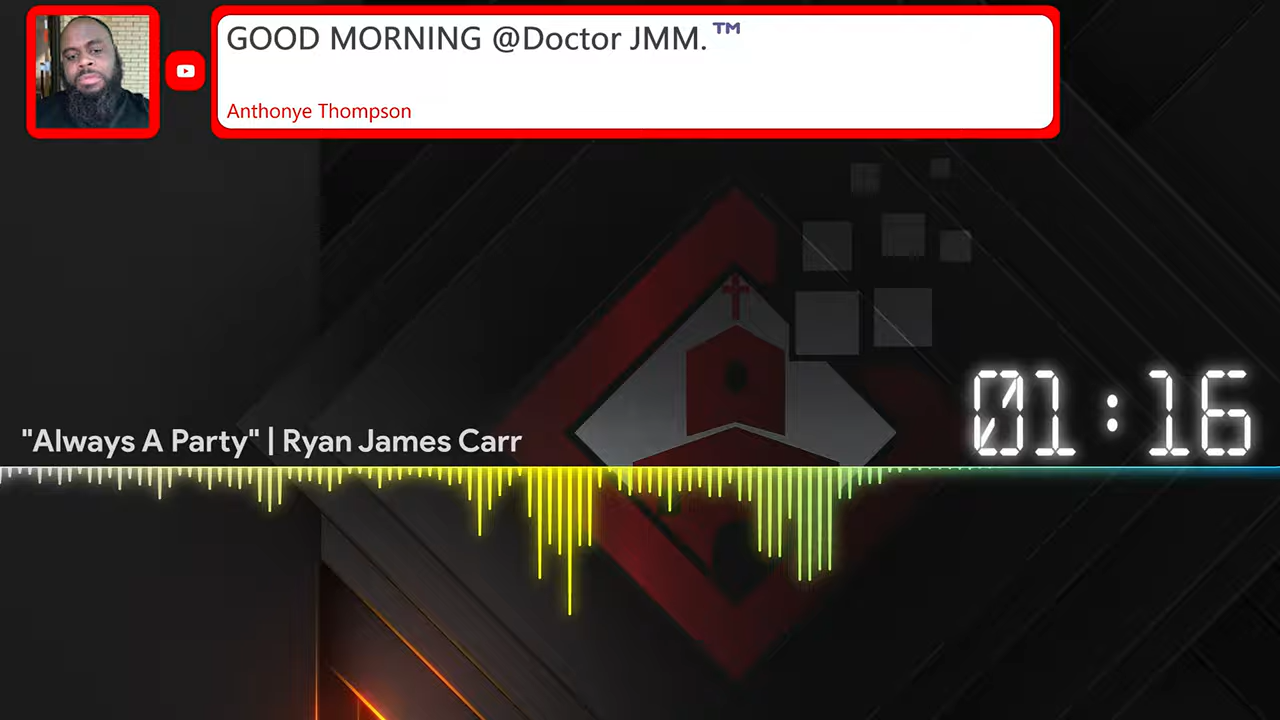 GOOD MORNING @Doctor JMM.™
Anthonye Thompson
"Always A Party" | Ryan James Carr
01:16